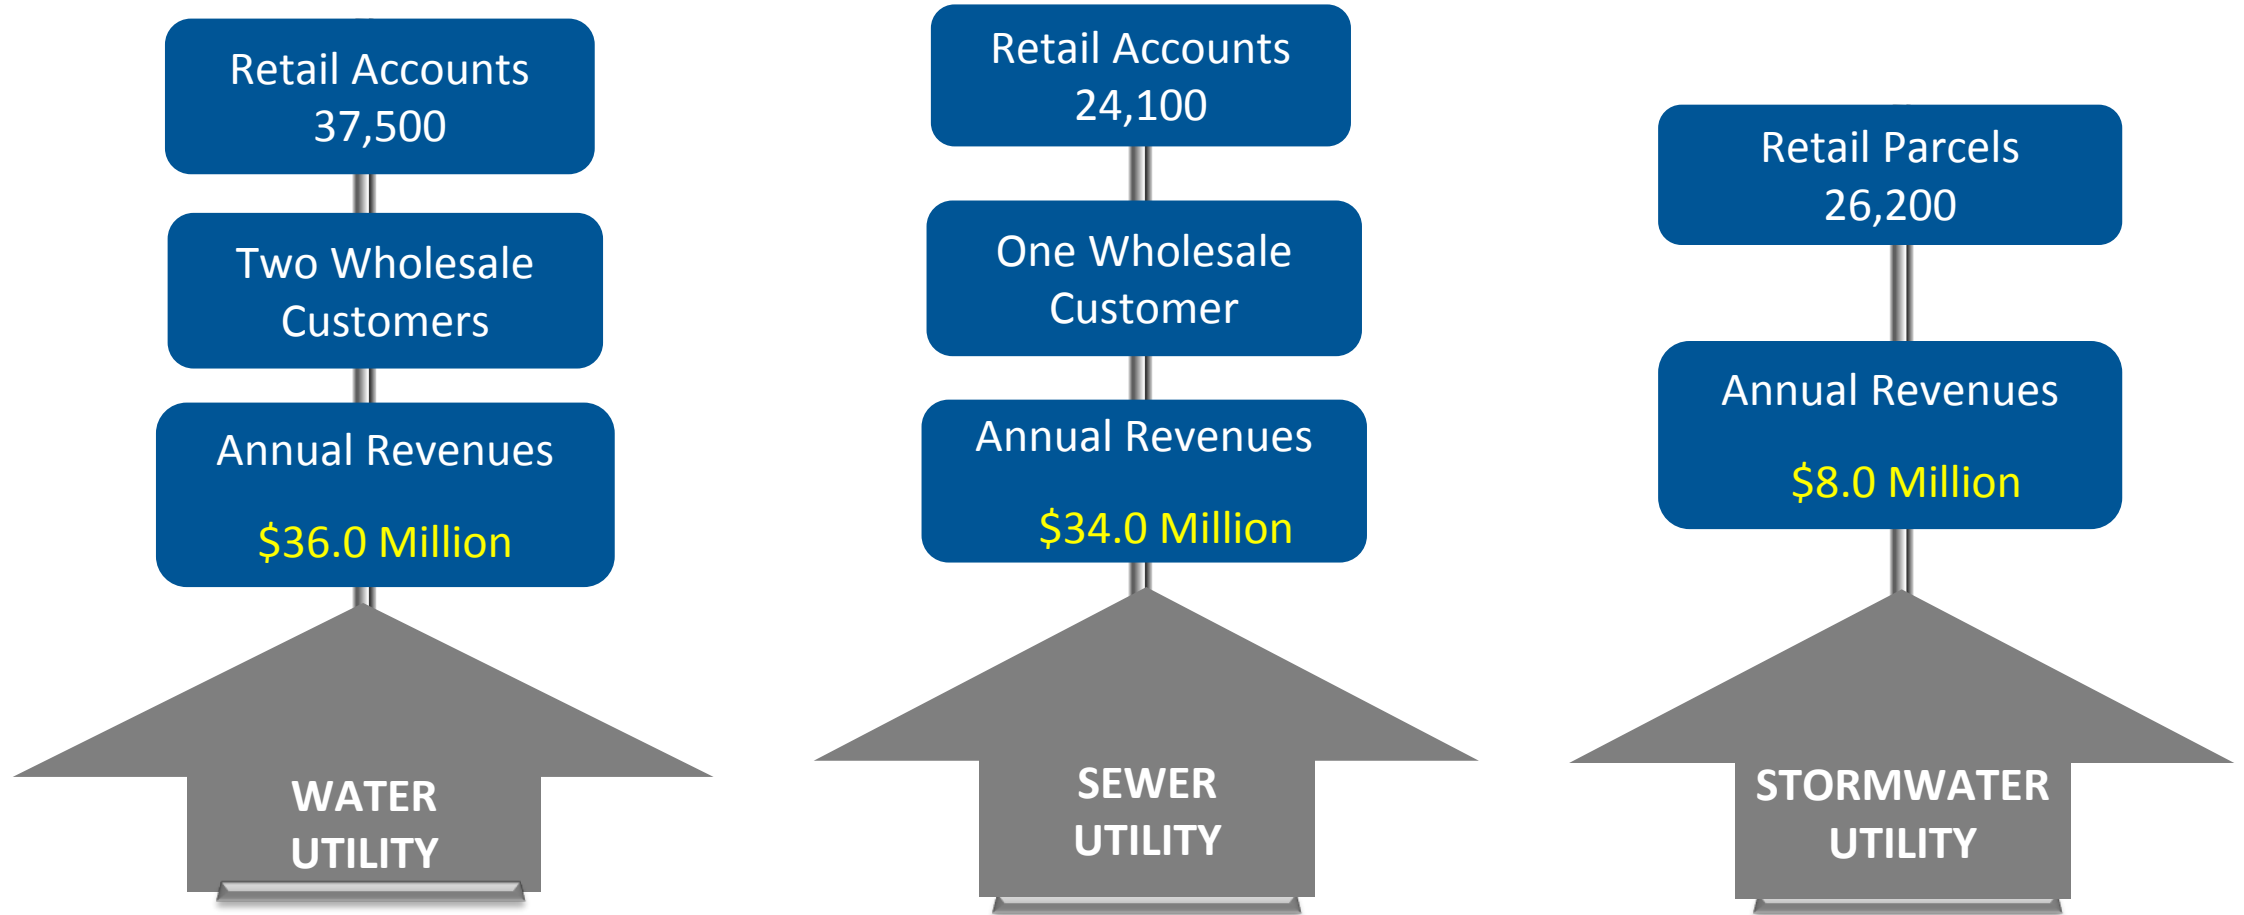 Retail Accounts
37,500
Two Wholesale
Customers
Annual Revenues
$36.0 Million
WATER
UTILITY
Retail Accounts
24,100
One Wholesale
Customer
Annual Revenues
$34.0 Million
SEWER
UTILITY
Retail Parcels
26,200
Annual Revenues
$8.0 Million
STORMWATER
UTILITY